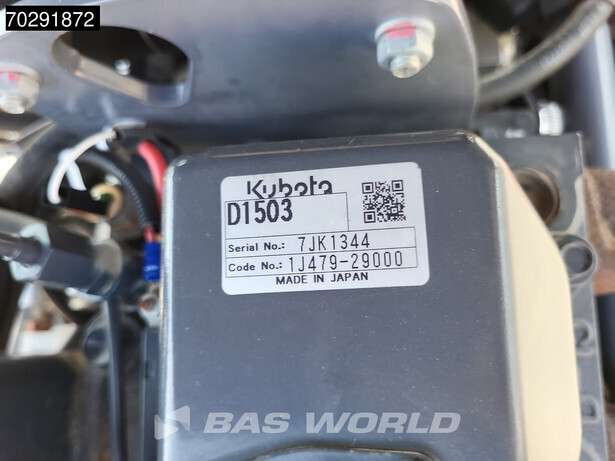 70291872
Kubota
D1503
Serial No.: 7JK1344
Code No.: 1J479-29000
MADE IN JAPAN
BAS WORLD